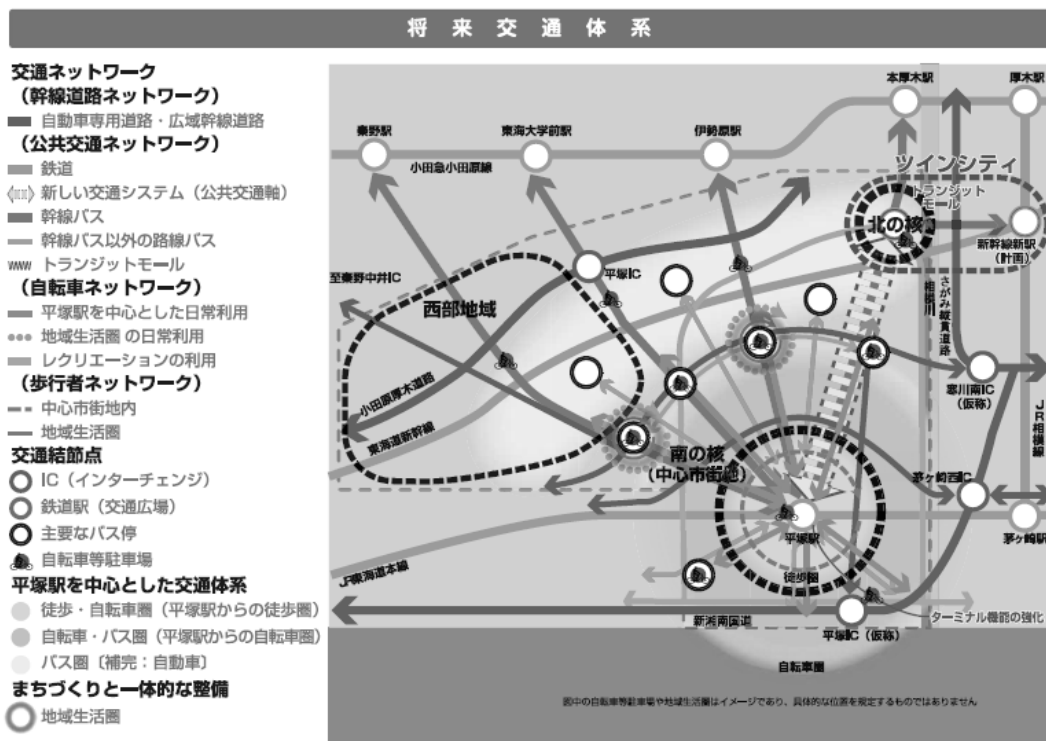 将来交通体系
交通ネットワーク
（幹線道路ネットワーク）
自動車専用道路・広域幹線道路
（公共交通ネットワーク）
鉄道
新しい交通システム（公共交通軸）
幹線バス
幹線バス以外の路線バス
トランジットモール
（自転車ネットワーク）
平塚駅を中心とした日常利用
地域生活圏の日常利用
レクリエーションの利用
（歩行者ネットワーク）
中心市街地内
地域生活圏
交通結節点
IC（インターチェンジ）
鉄道駅（交通広場）
主要なバス停
自転車等駐車場
平塚駅を中心とした交通体系
徒歩・自転車圏（平塚駅からの徒歩圏）
自転車・バス圏（平塚駅からの自転車圏）
バス圏〔補完：自動車〕
まちづくりと一体的な整備
地域生活圏
本厚木駅
厚木駅
秦野駅
東海大学前駅
伊勢原駅
小田急小田原線
ツインシティ
トランジット
モール
北の核
新幹線新駅
（計画）
至秦野中井IC
平塚IC
西部地域
相模川
さがみ縦貫道路
小田原厚木道路
東海道新幹線
寒川南IC
（仮称）
JR相模線
南の核
（中心市街地）
茅ヶ崎西IC
平塚駅
茅ヶ崎駅
徒歩圏
JR東海道本線
新湘南国道
平塚IC（仮称）
ターミナル機能の強化
自転車圏
図中の自転車等駐車場や地域生活圏はイメージであり、具体的な位置を規定するものではありません